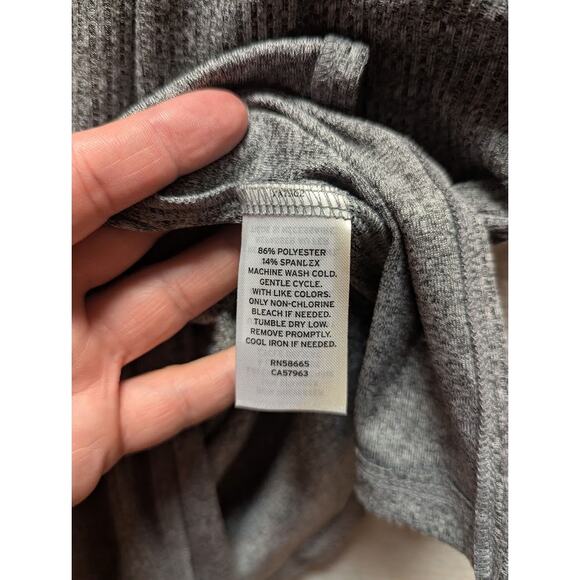 86% POLYESTER
14% SPANDEX
MACHINE WASH COLD.
GENTLE CYCLE.
WITH LIKE COLORS.
ONLY NON-CHLORINE
BLEACH IF NEEDED.
TUMBLE DRY LOW.
REMOVE PROMPTLY.
COOL IRON IF NEEDED.
RN58665
CA57963